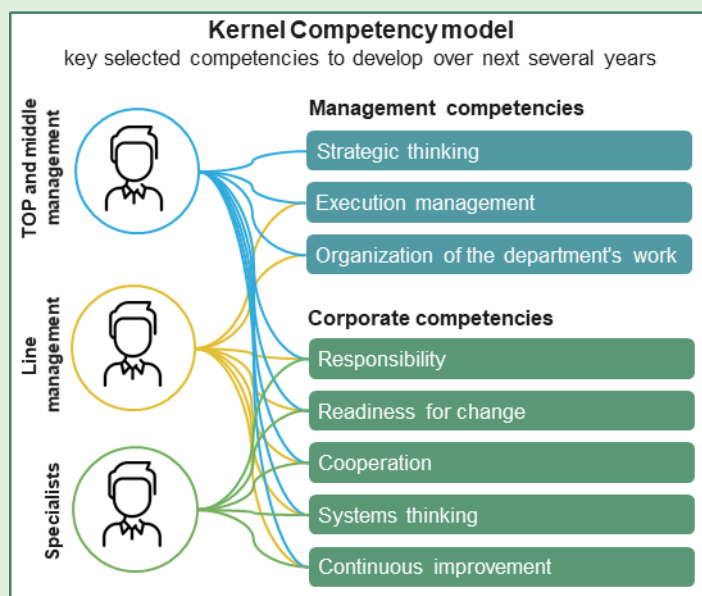 Kernel Competency model
key selected competencies to develop over next several years
TOP and middle
management
Management competencies
Strategic thinking
Execution management
Organization of the department's work
Line
management
Corporate competencies
Responsibility
Readiness for change
Cooperation
Specialists
Systems thinking
Continuous improvement